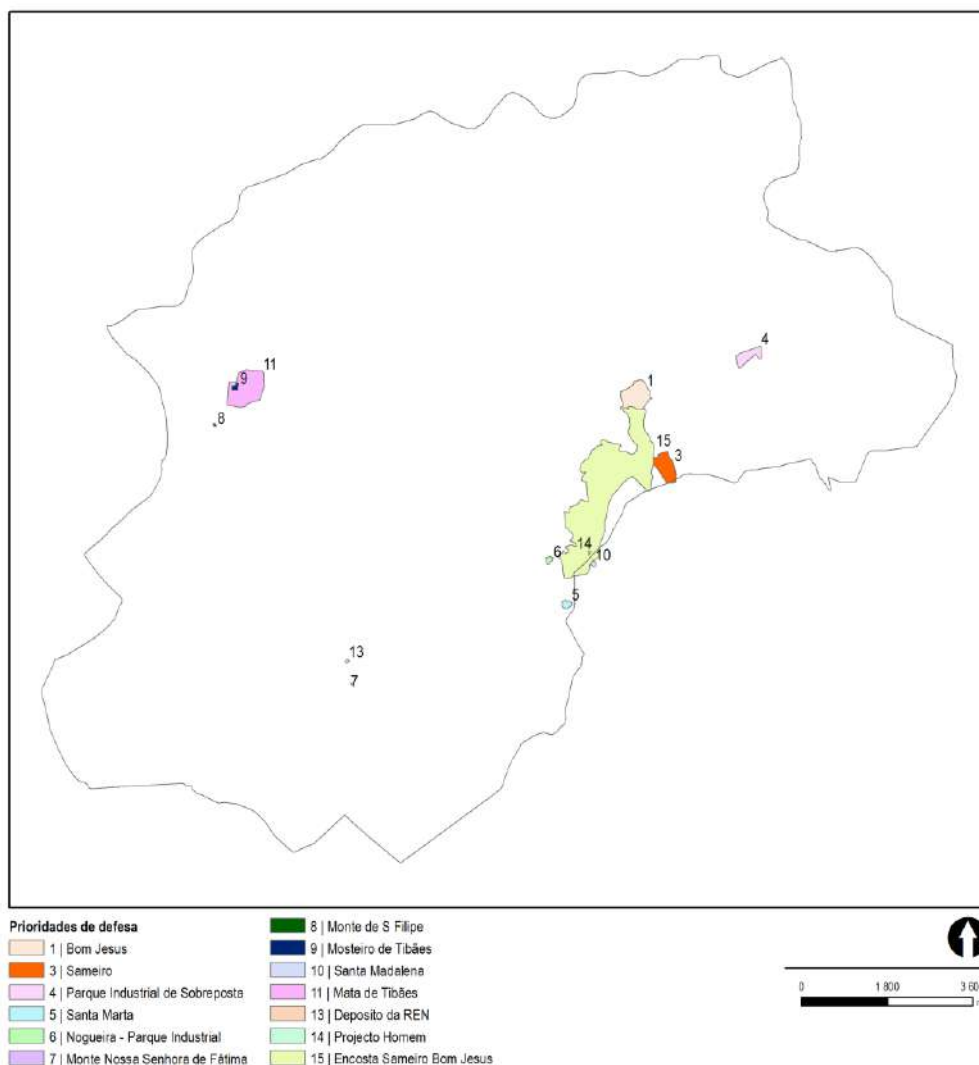 4
11
1
9
8
15
3
6
14
10
5
13
7
Prioridades de defesa
1 | Bom Jesus
3 | Sameiro
4 | Parque Industrial de Sobreposta
5 | Santa Marta
6 | Nogueira - Parque Industrial
7 | Monte Nossa Senhora de Fátima
8 | Monte de S Filipe
9 | Mosteiro de Tibães
10 | Santa Madalena
11 | Mata de Tibães
13 | Deposito da REN
14 | Projecto Homem
15 | Encosta Sameiro Bom Jesus
0 1 800 3 60